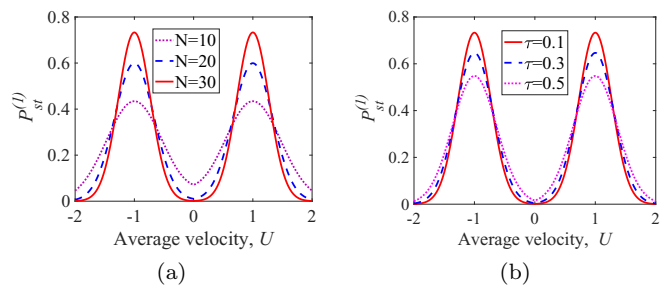 0.8
0.6
0.4
0.2
0
-2 -1 0 1 2
P_st^(1)
Average velocity, U
N=10
N=20
N=30
(a)
0.8
0.6
0.4
0.2
0
-2 -1 0 1 2
P_st^(1)
Average velocity, U
τ=0.1
τ=0.3
τ=0.5
(b)